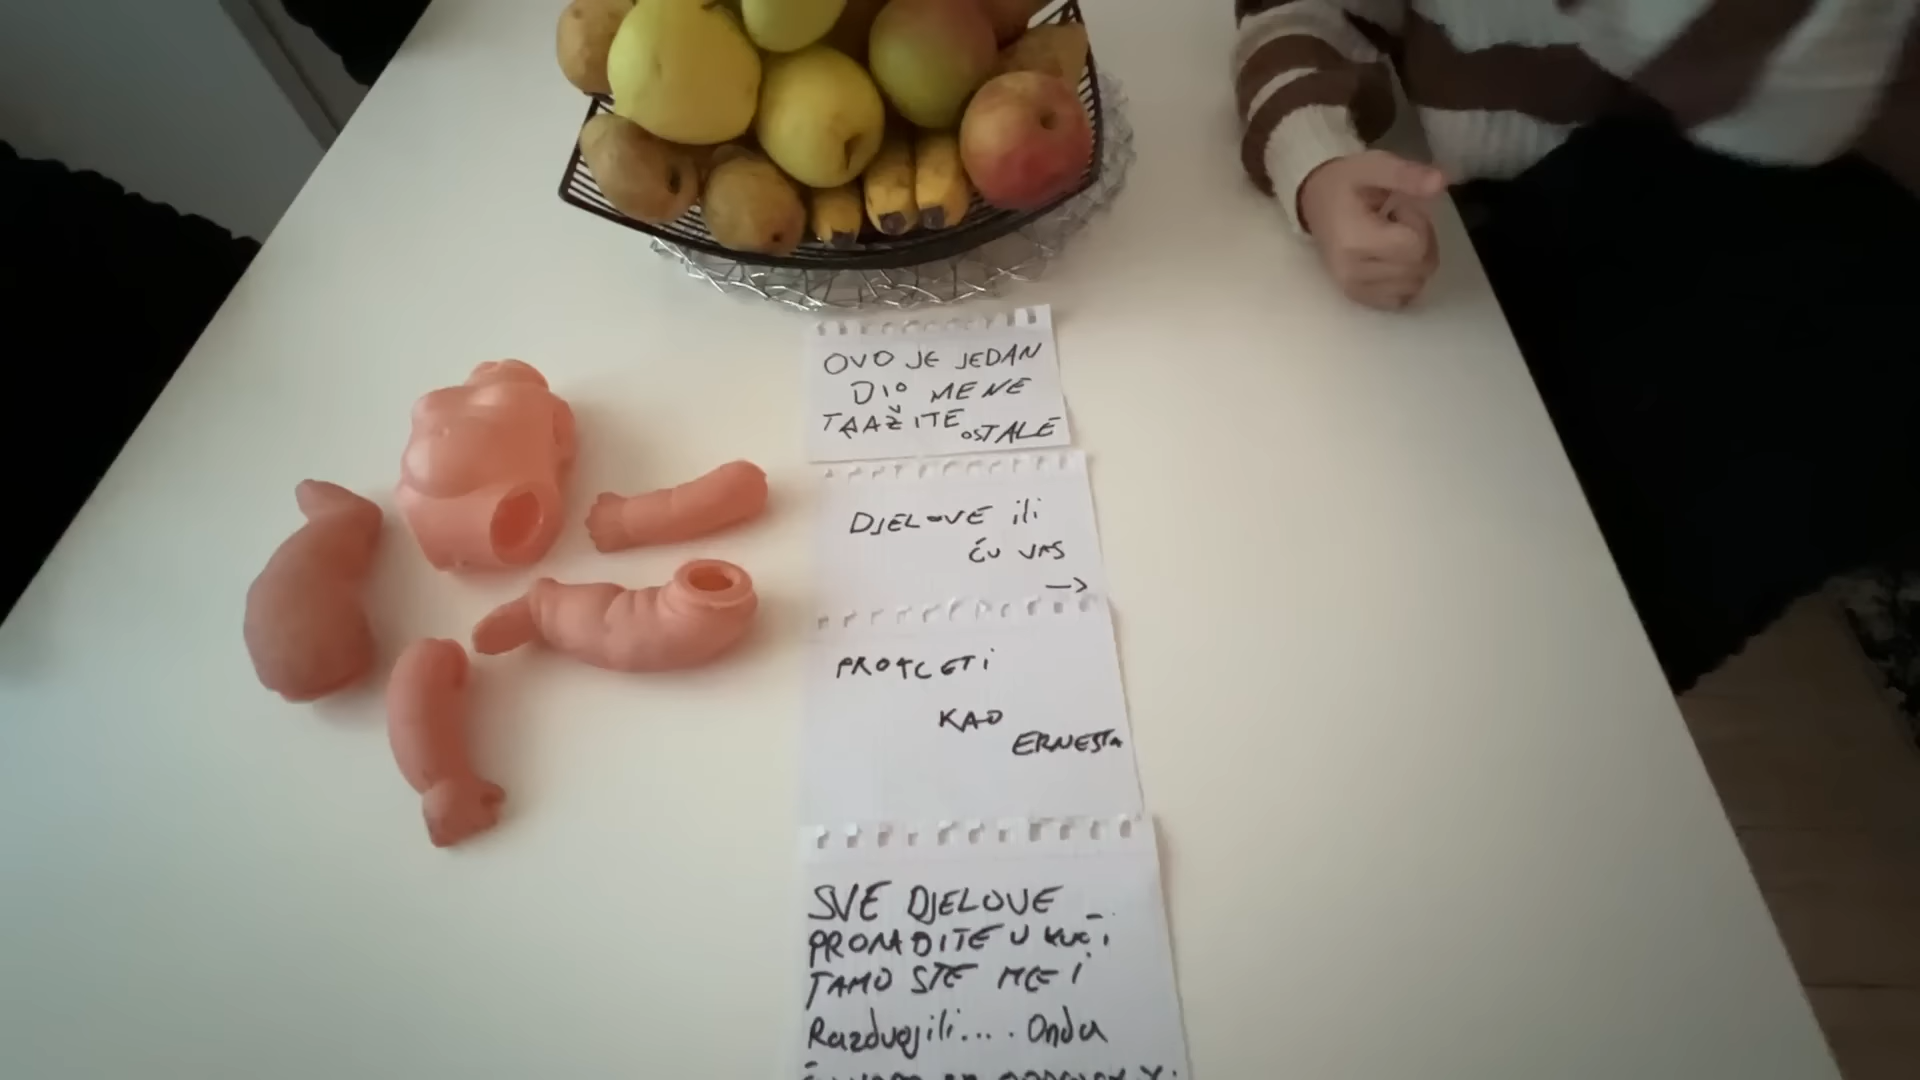 OVO JE JEDAN
DIO MENE
TRAŽITE OSTALE
DJELOVE ili
ĆU VAS
→
PROKLETI
KAO
ERNESTA
SVE DJELOVE
PRONAĐITE U KUĆI
TAMO STE ME I
Razdvojili.... Onda